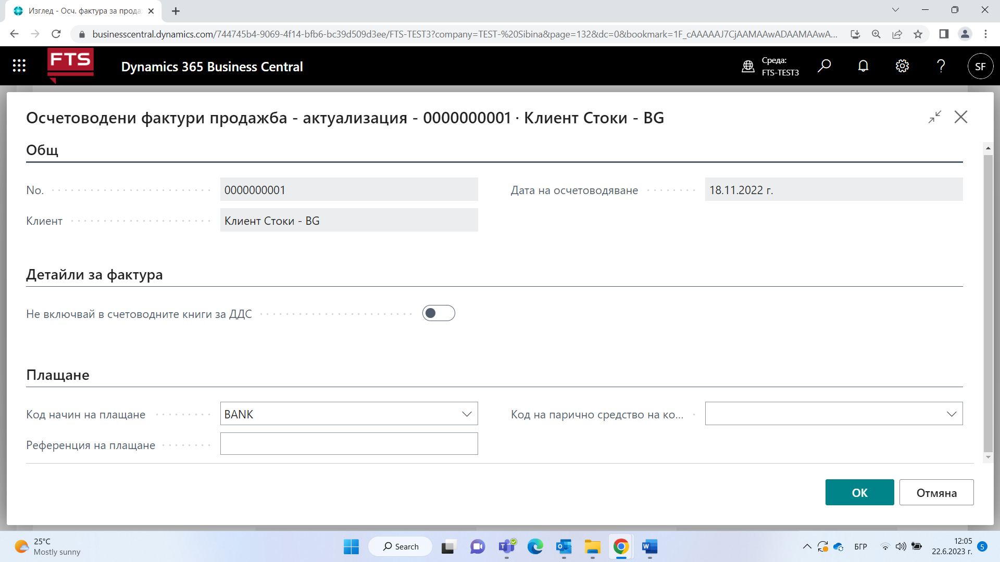 Изглед - Осч. фактура за прода
businesscentral.dynamics.com/744745b4-9069-4f14-bfb6-bc39d509d3ee/FTS-TEST3?company=TEST-%20Sibina&page=132&dc=0&bookmark=1F_cAAAAAJ7CjAAMAAwADAAMAAwA...
FTS
Dynamics 365 Business Central
Среда:
FTS-TEST3
?
SF
Осчетоводени фактури продажба - актуализация - 0000000001 · Клиент Стоки - BG
Общ
No.
0000000001
Дата на осчетоводяване
18.11.2022 г.
Клиент
Клиент Стоки - BG
Детайли за фактура
Не включвай в счетоводните книги за ДДС
Плащане
Код начин на плащане
BANK
Код на парично средство на ко...
Референция на плащане
OK
Отмяна
25°C
Mostly sunny
Search
БГР
12:05
22.6.2023 г.
5